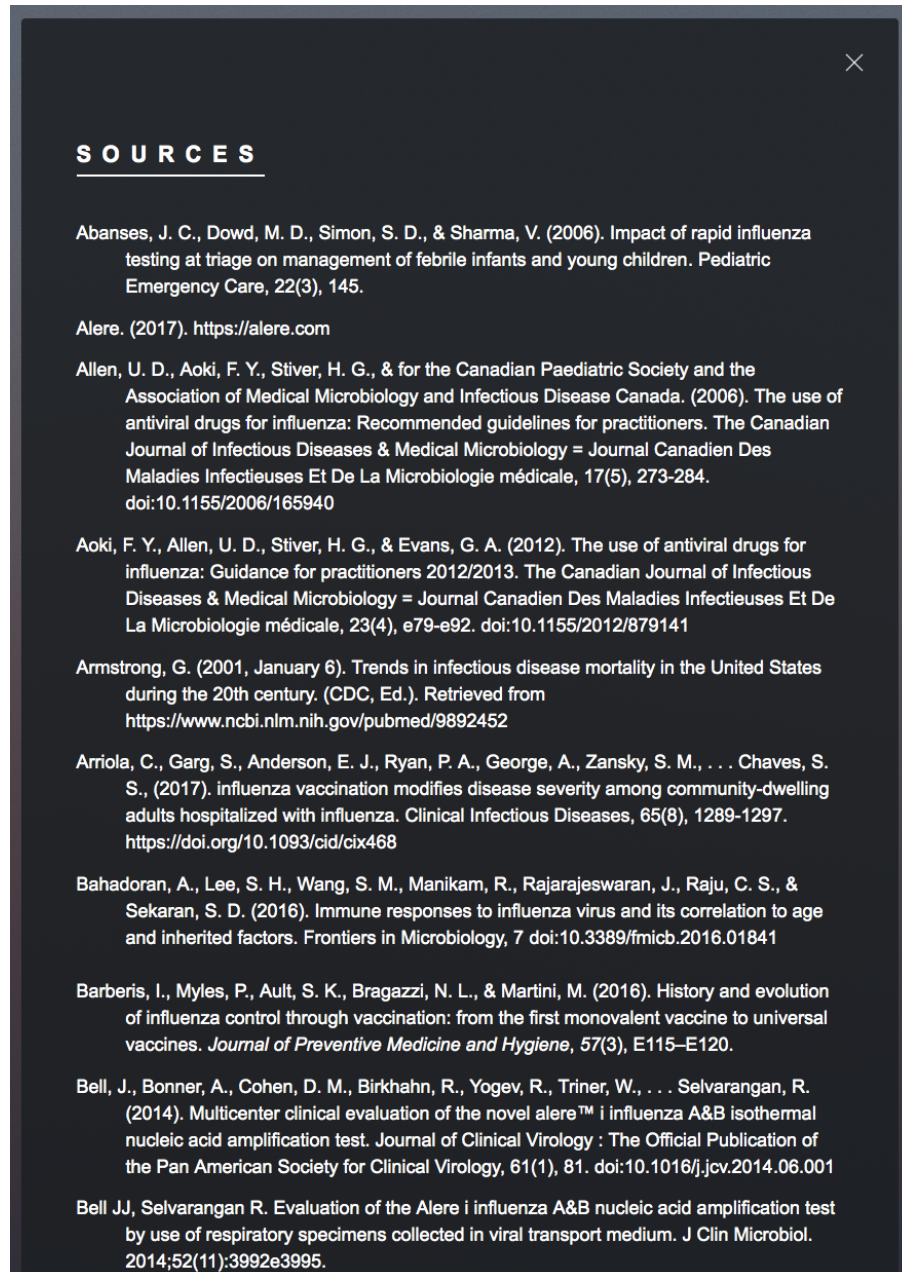 SOURCES
Abanses, J. C., Dowd, M. D., Simon, S. D., & Sharma, V. (2006). Impact of rapid influenza
testing at triage on management of febrile infants and young children. Pediatric
Emergency Care, 22(3), 145.
Alere. (2017). https://alere.com
Allen, U. D., Aoki, F. Y., Stiver, H. G., & for the Canadian Paediatric Society and the
Association of Medical Microbiology and Infectious Disease Canada. (2006). The use of
antiviral drugs for influenza: Recommended guidelines for practitioners. The Canadian
Journal of Infectious Diseases & Medical Microbiology = Journal Canadien Des
Maladies Infectieuses Et De La Microbiologie médicale, 17(5), 273-284.
doi:10.1155/2006/165940
Aoki, F. Y., Allen, U. D., Stiver, H. G., & Evans, G. A. (2012). The use of antiviral drugs for
influenza: Guidance for practitioners 2012/2013. The Canadian Journal of Infectious
Diseases & Medical Microbiology = Journal Canadien Des Maladies Infectieuses Et De
La Microbiologie médicale, 23(4), e79-e92. doi:10.1155/2012/879141
Armstrong, G. (2001, January 6). Trends in infectious disease mortality in the United States
during the 20th century. (CDC, Ed.). Retrieved from
https://www.ncbi.nlm.nih.gov/pubmed/9892452
Arriola, C., Garg, S., Anderson, E. J., Ryan, P. A., George, A., Zansky, S. M., . . . Chaves, S.
S., (2017). influenza vaccination modifies disease severity among community-dwelling
adults hospitalized with influenza. Clinical Infectious Diseases, 65(8), 1289-1297.
https://doi.org/10.1093/cid/cix468
Bahadoran, A., Lee, S. H., Wang, S. M., Manikam, R., Rajarajeswaran, J., Raju, C. S., &
Sekaran, S. D. (2016). Immune responses to influenza virus and its correlation to age
and inherited factors. Frontiers in Microbiology, 7 doi:10.3389/fmicb.2016.01841
Barberis, I., Myles, P., Ault, S. K., Bragazzi, N. L., & Martini, M. (2016). History and evolution
of influenza control through vaccination: from the first monovalent vaccine to universal
vaccines. Journal of Preventive Medicine and Hygiene, 57(3), E115–E120.
Bell, J., Bonner, A., Cohen, D. M., Birkhahn, R., Yogev, R., Triner, W., . . . Selvarangan, R.
(2014). Multicenter clinical evaluation of the novel alere™ i influenza A&B isothermal
nucleic acid amplification test. Journal of Clinical Virology : The Official Publication of
the Pan American Society for Clinical Virology, 61(1), 81. doi:10.1016/j.jcv.2014.06.001
Bell JJ, Selvarangan R. Evaluation of the Alere i influenza A&B nucleic acid amplification test
by use of respiratory specimens collected in viral transport medium. J Clin Microbiol.
2014;52(11):3992e3995.